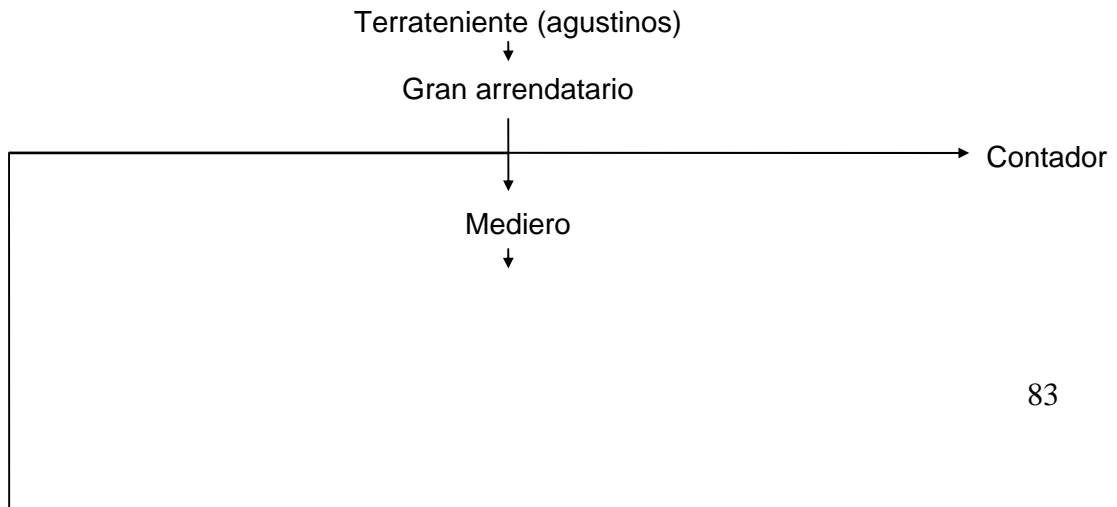 Terrateniente (agustinos)
Gran arrendatario
Contador
Mediero
83